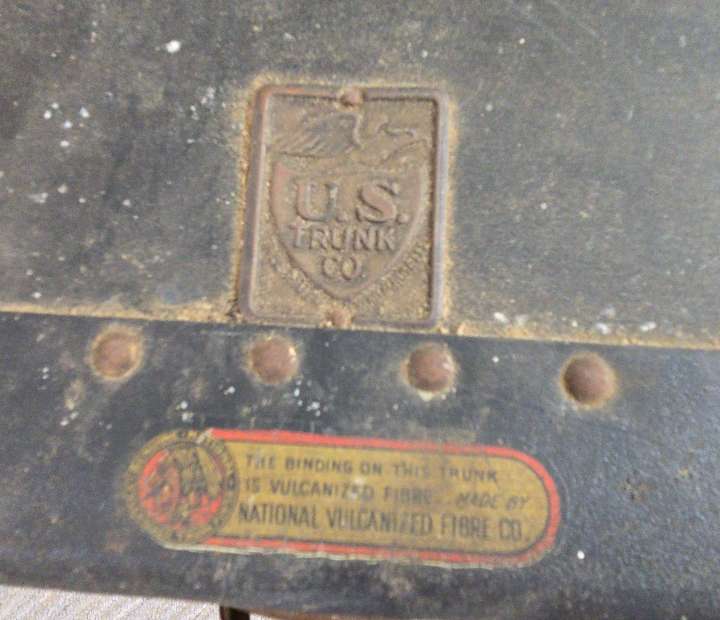 U.S.
TRUNK
CO.
THE BINDING ON THIS TRUNK
IS VULCANIZED FIBRE MADE BY
NATIONAL VULCANIZED FIBRE CO.